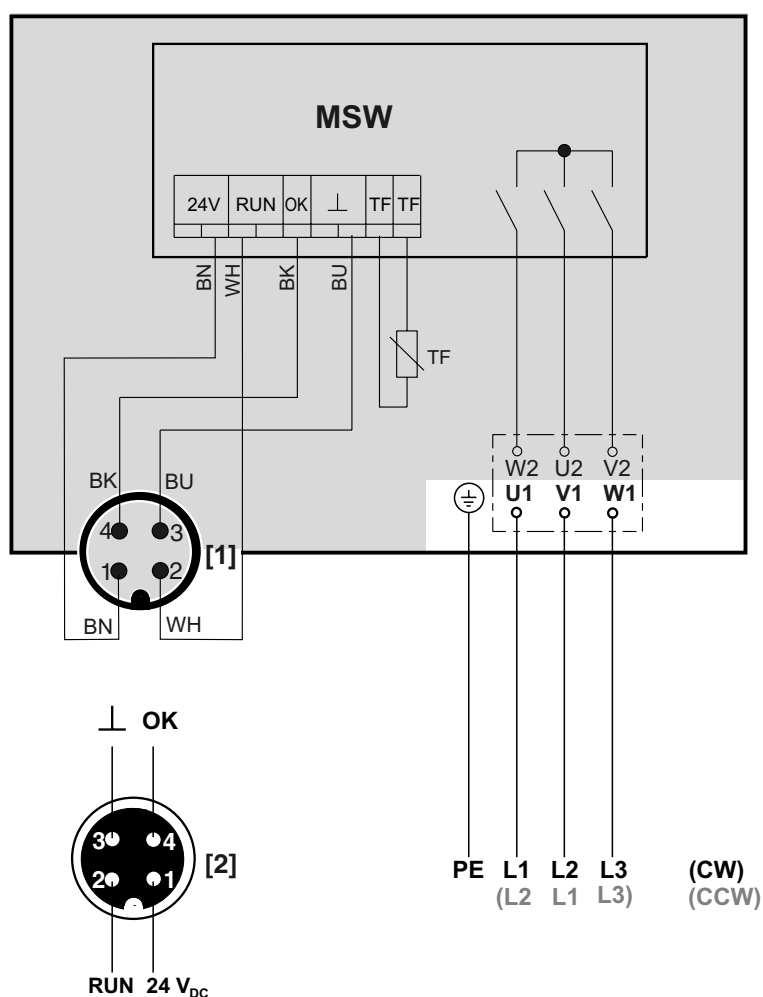 MSW
24V RUN OK ⊥ TF TF
BN WH BK BU
TF
W2 U2 V2
U1 V1 W1
BK BU
4 3 [1]
1 2
BN WH
⊥ OK
3 4
[2]
2 1
RUN 24 VDC
PE L1 L2 L3 (CW)
(L2 L1 L3) (CCW)